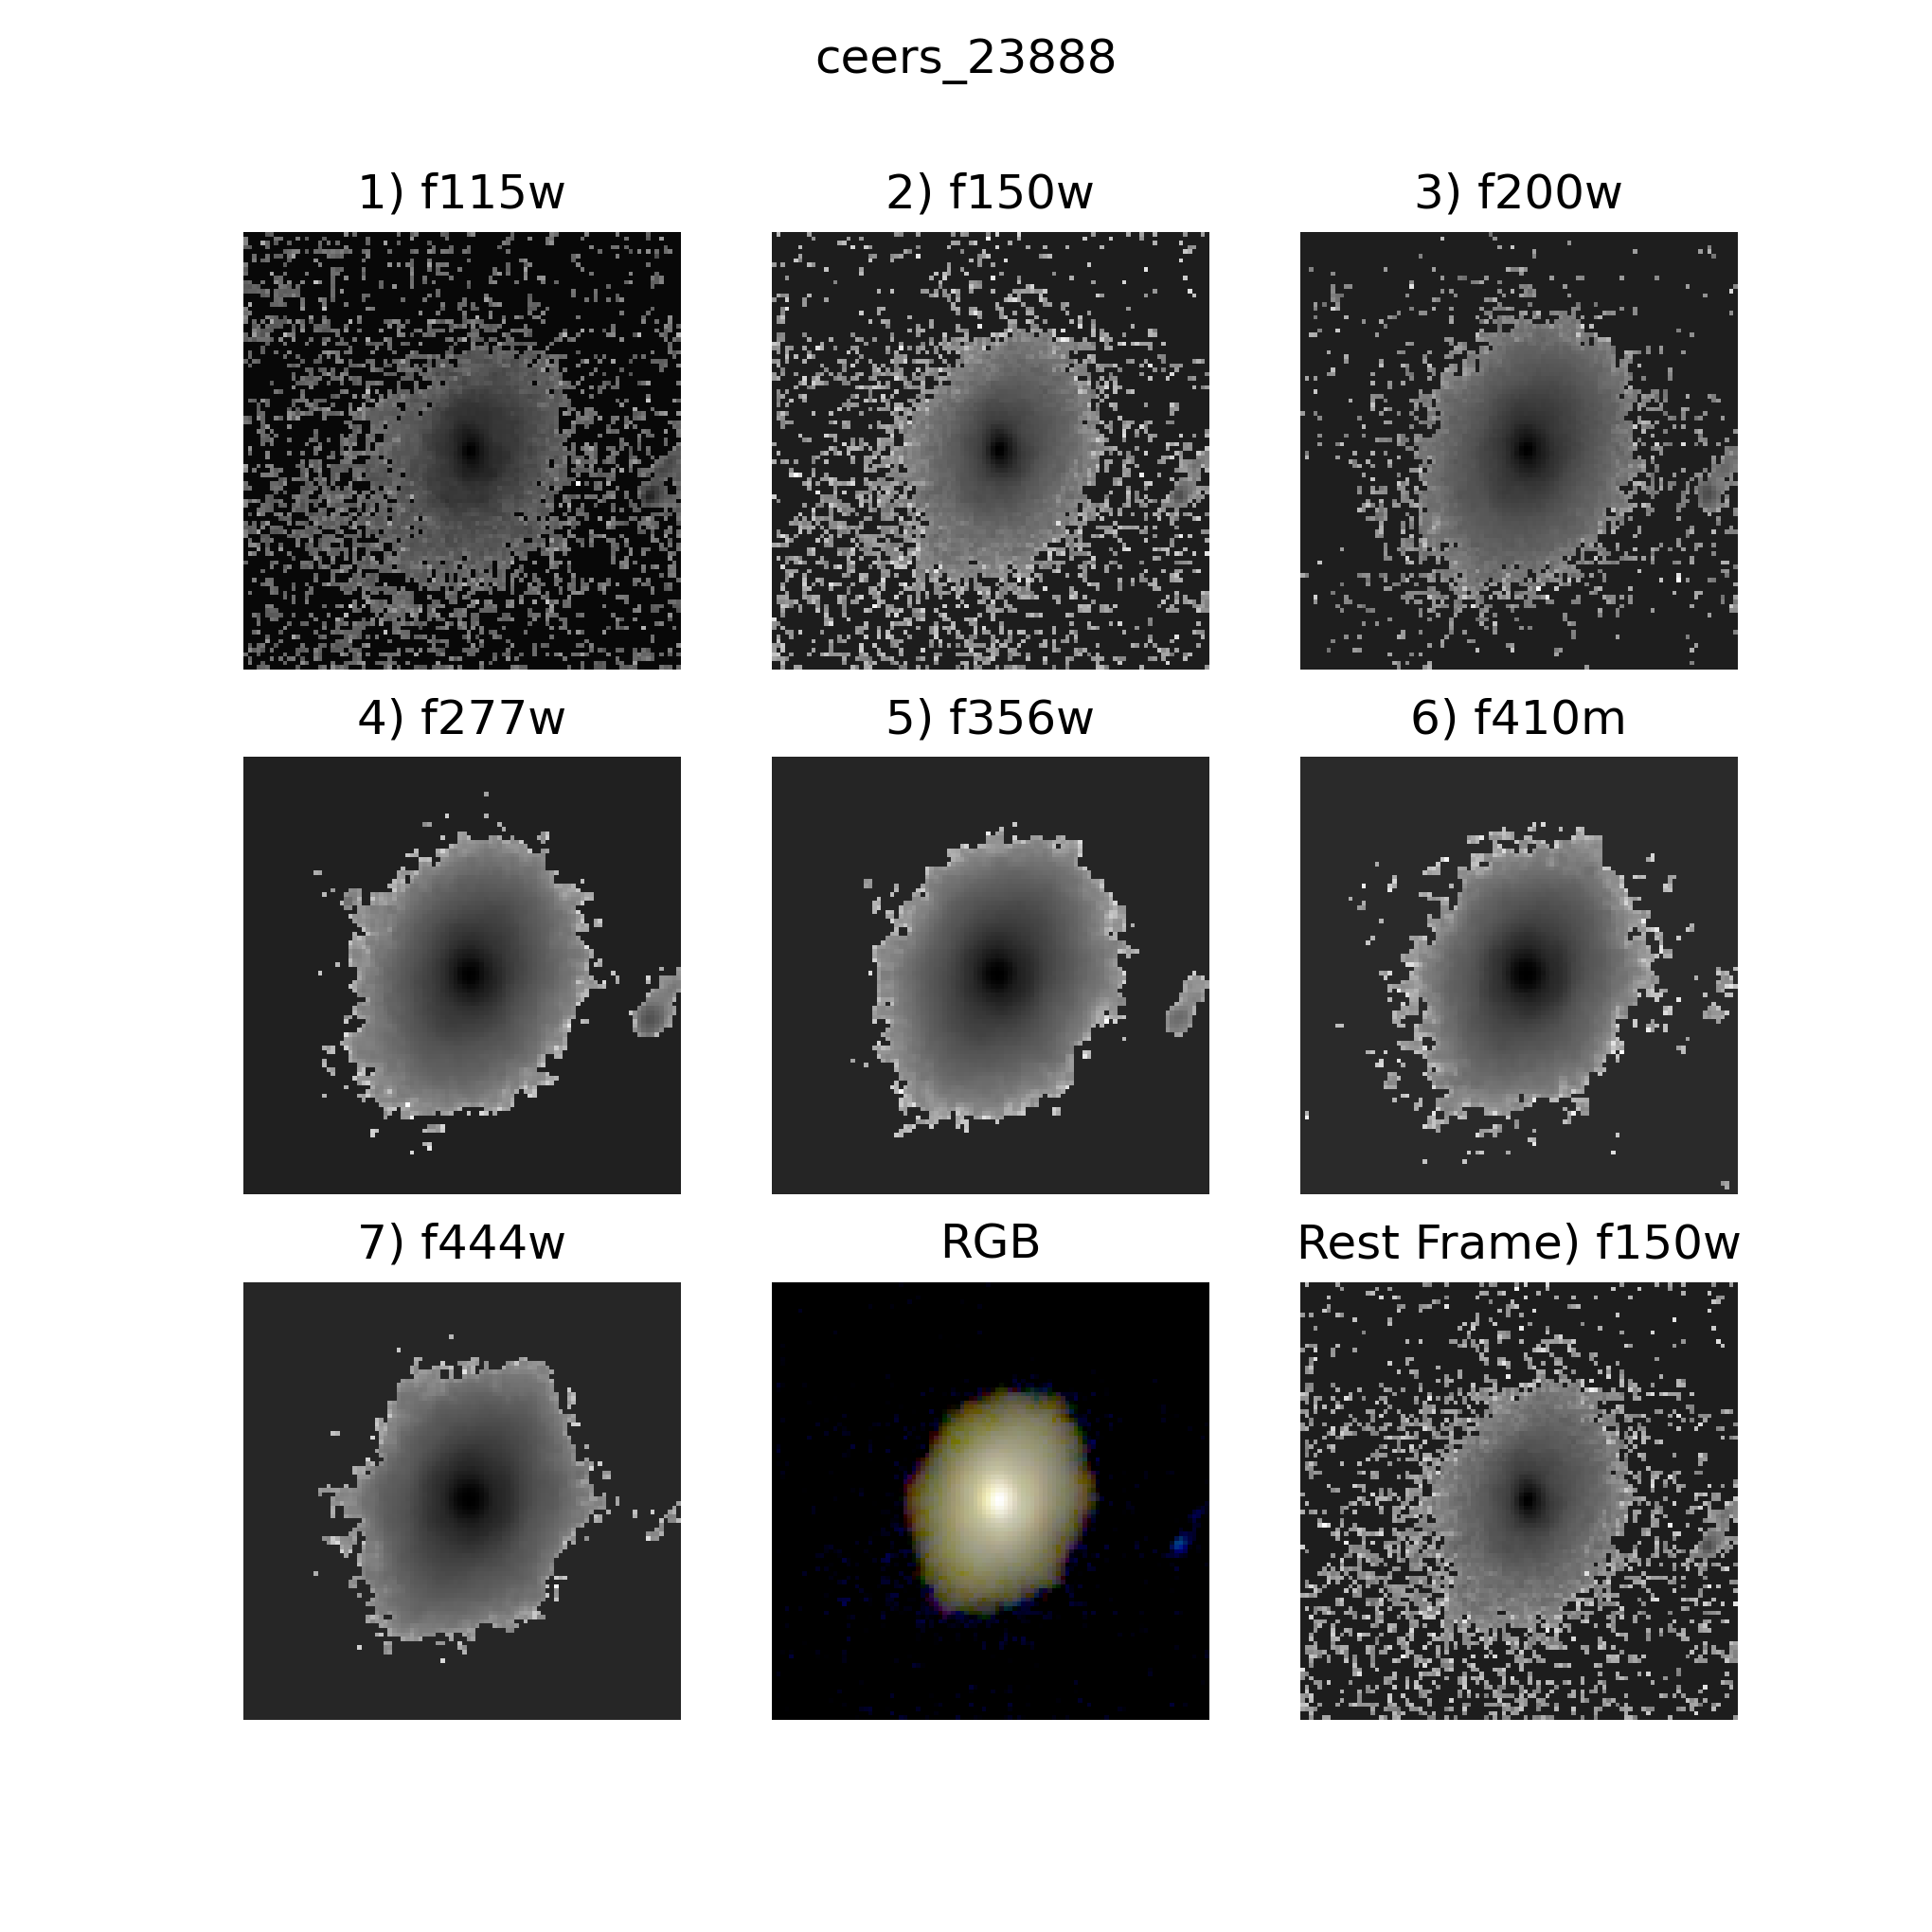 ceers_23888
1) f115w
2) f150w
3) f200w
4) f277w
5) f356w
6) f410m
7) f444w
RGB
Rest Frame) f150w